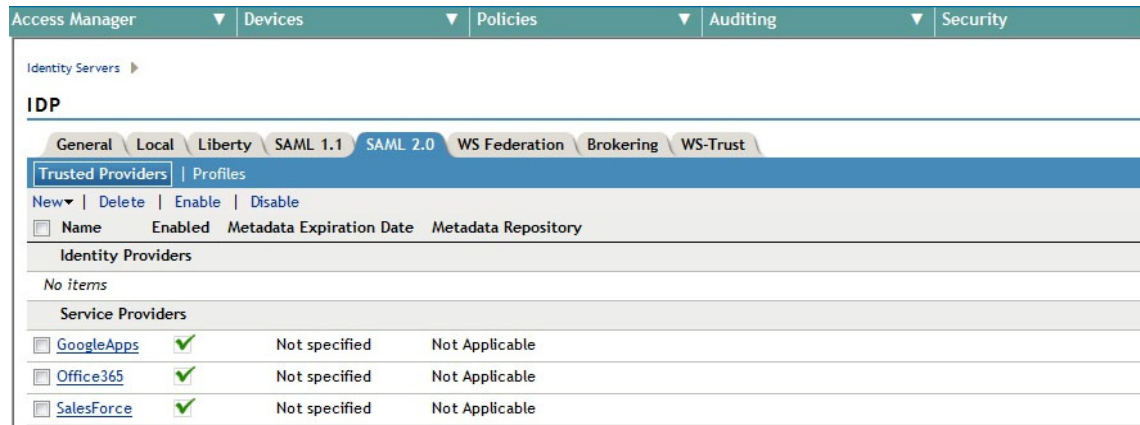 Access Manager ▼ Devices ▼ Policies ▼ Auditing ▼ Security
Identity Servers
IDP
General Local Liberty SAML 1.1 SAML 2.0 WS Federation Brokering WS-Trust
Trusted Providers | Profiles
New▼ | Delete | Enable | Disable
Name Enabled Metadata Expiration Date Metadata Repository
Identity Providers
No items
Service Providers
GoogleApps Not specified Not Applicable
Office365 Not specified Not Applicable
SalesForce Not specified Not Applicable